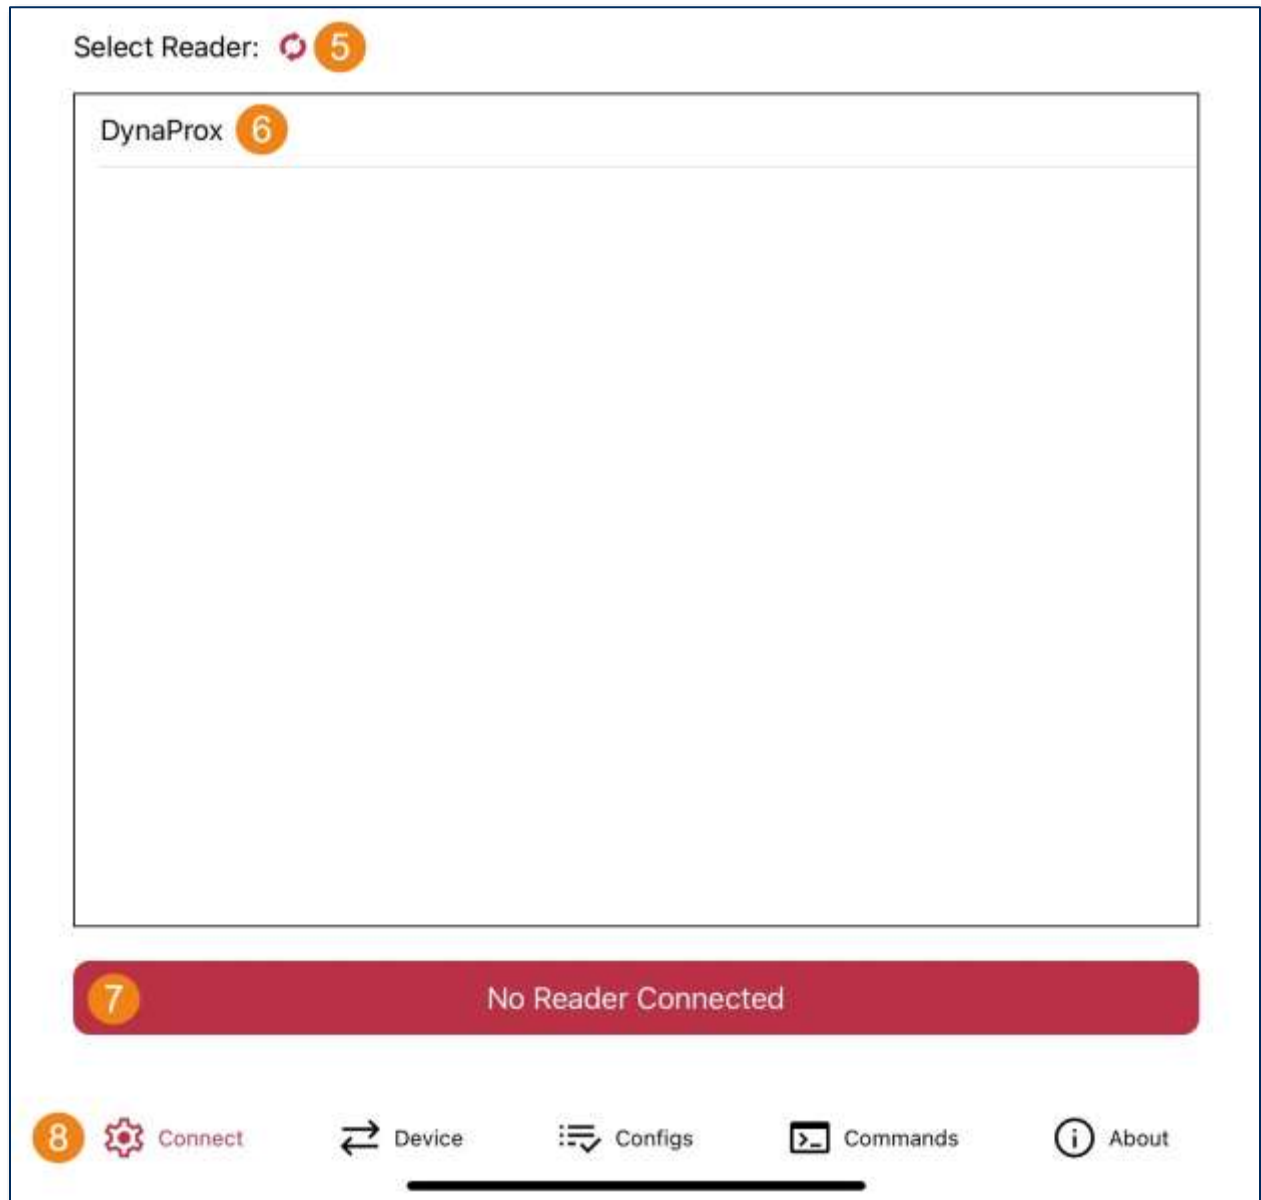 Select Reader: 5
DynaProx 6
7 No Reader Connected
8 Connect Device Configs Commands About